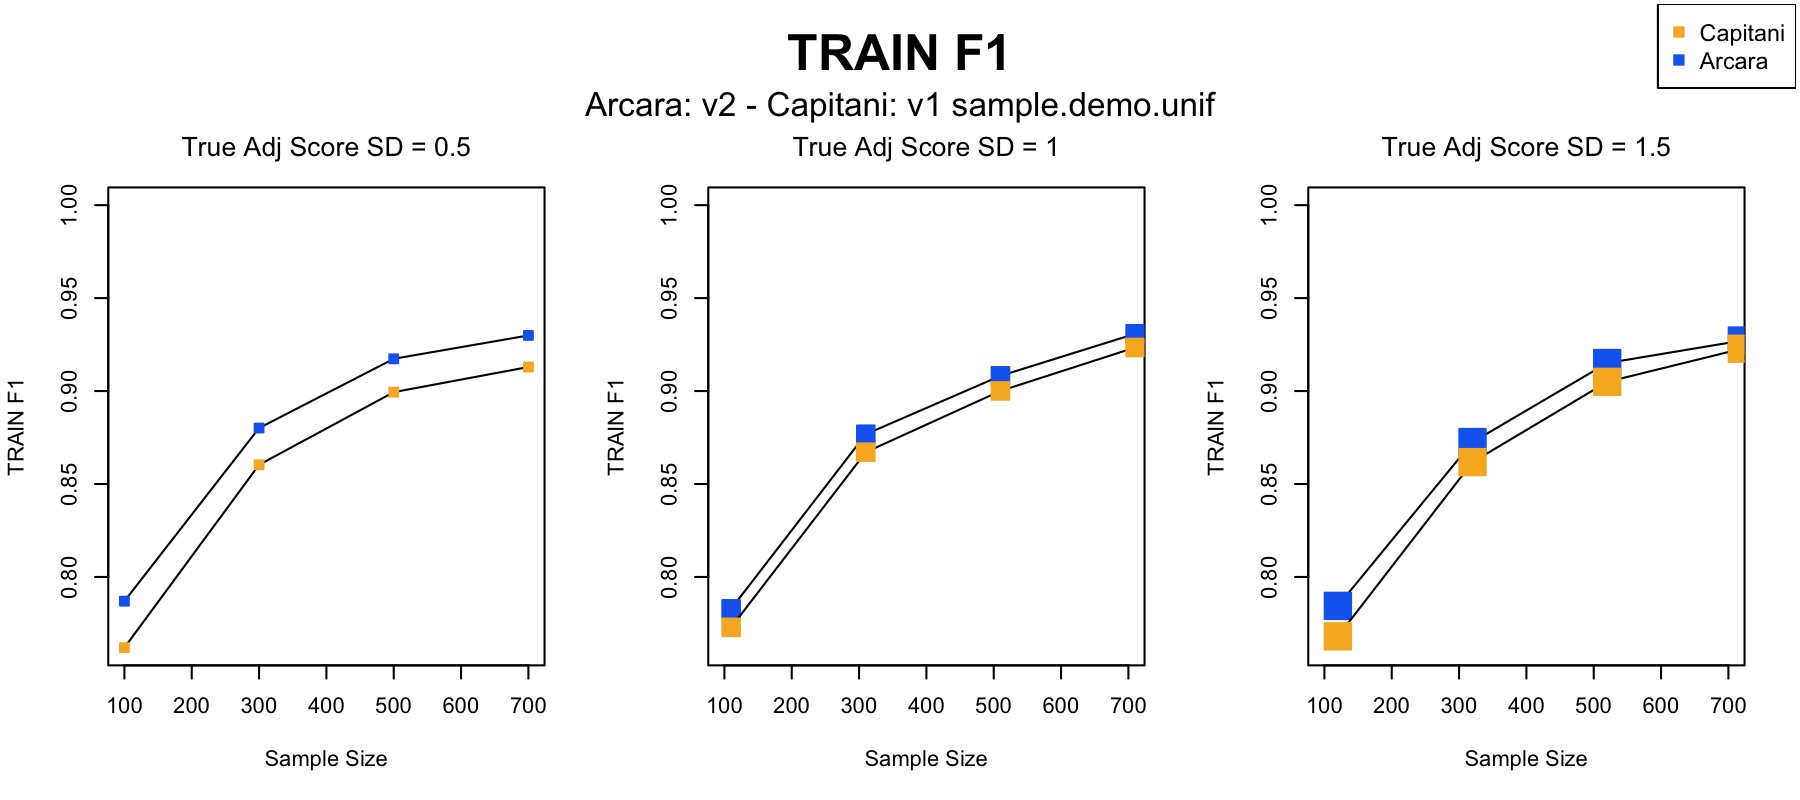 TRAIN F1
Arcara: v2 - Capitani: v1 sample.demo.unif
Capitani
Arcara
True Adj Score SD = 0.5
1.00
0.95
0.90
0.85
0.80
TRAIN F1
100 200 300 400 500 600 700
Sample Size
True Adj Score SD = 1
1.00
0.95
0.90
0.85
0.80
TRAIN F1
100 200 300 400 500 600 700
Sample Size
True Adj Score SD = 1.5
1.00
0.95
0.90
0.85
0.80
TRAIN F1
100 200 300 400 500 600 700
Sample Size